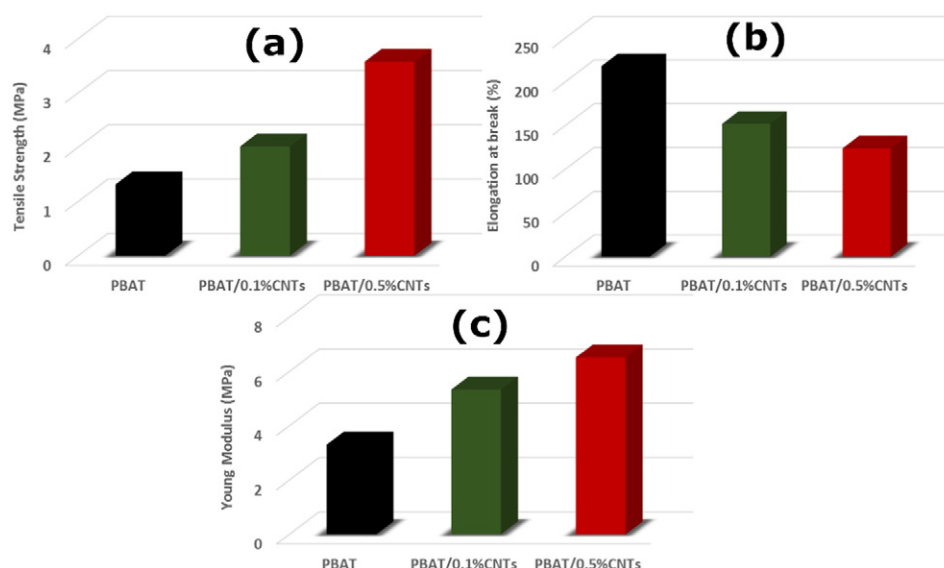 (a)
Tensile Strength (MPa)
4
3
2
1
0
PBAT PBAT/0.1%CNTs PBAT/0.5%CNTs
(b)
Elongation at break (%)
250
200
150
100
50
0
PBAT PBAT/0.1%CNTs PBAT/0.5%CNTs
(c)
Young Modulus (MPa)
8
6
4
2
0
PBAT PBAT/0.1%CNTs PBAT/0.5%CNTs